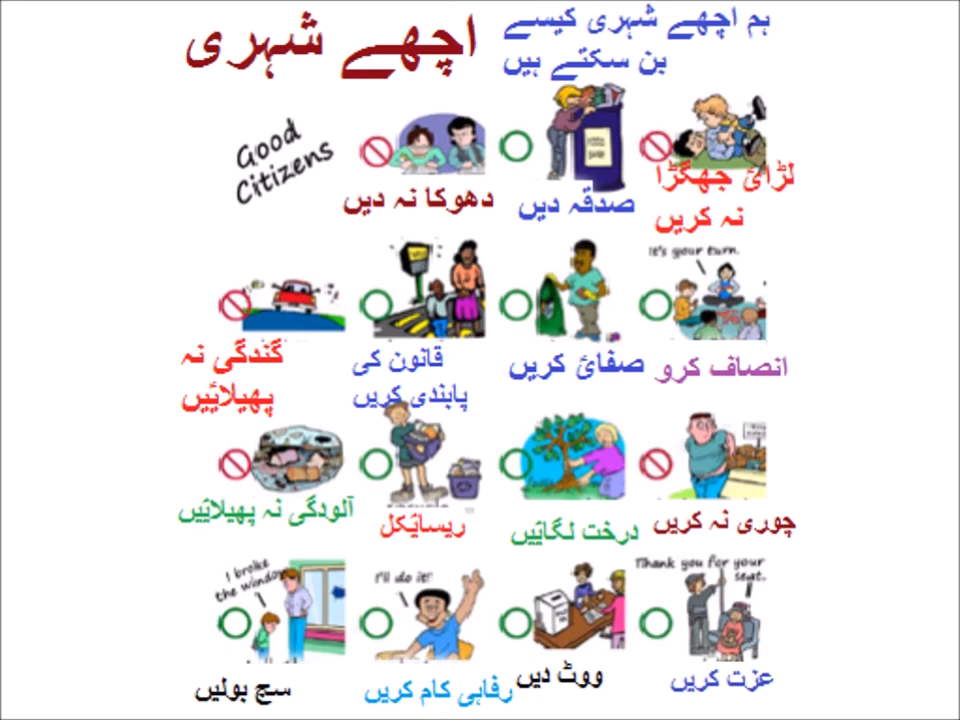 اچھے شہری
ہم اچھے شہری کیسے
بن سکتے ہیں
Good
Citizens
دھوکا نہ دیں
صدقہ دیں
لڑائ جھگڑا
نہ کریں
It's your turn.
گندگی نہ
پھیلائیں
قانون کی
پابندی کریں
صفائ کریں
انصاف کرو
آلودگی نہ پھیلائیں
ریسائکل
درخت لگائیں
چوری نہ کریں
I broke
the window
I'll do it!
Thank you for your
seat.
سچ بولیں
رفاہی کام کریں
ووٹ دیں
عزت کریں